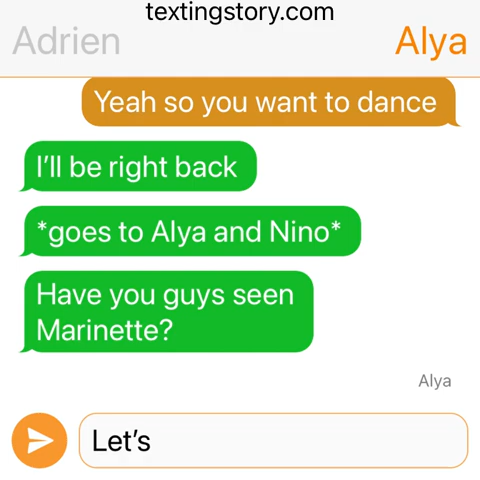 textingstory.com
Adrien
Alya
Yeah so you want to dance
I'll be right back
*goes to Alya and Nino*
Have you guys seen
Marinette?
Alya
Let's